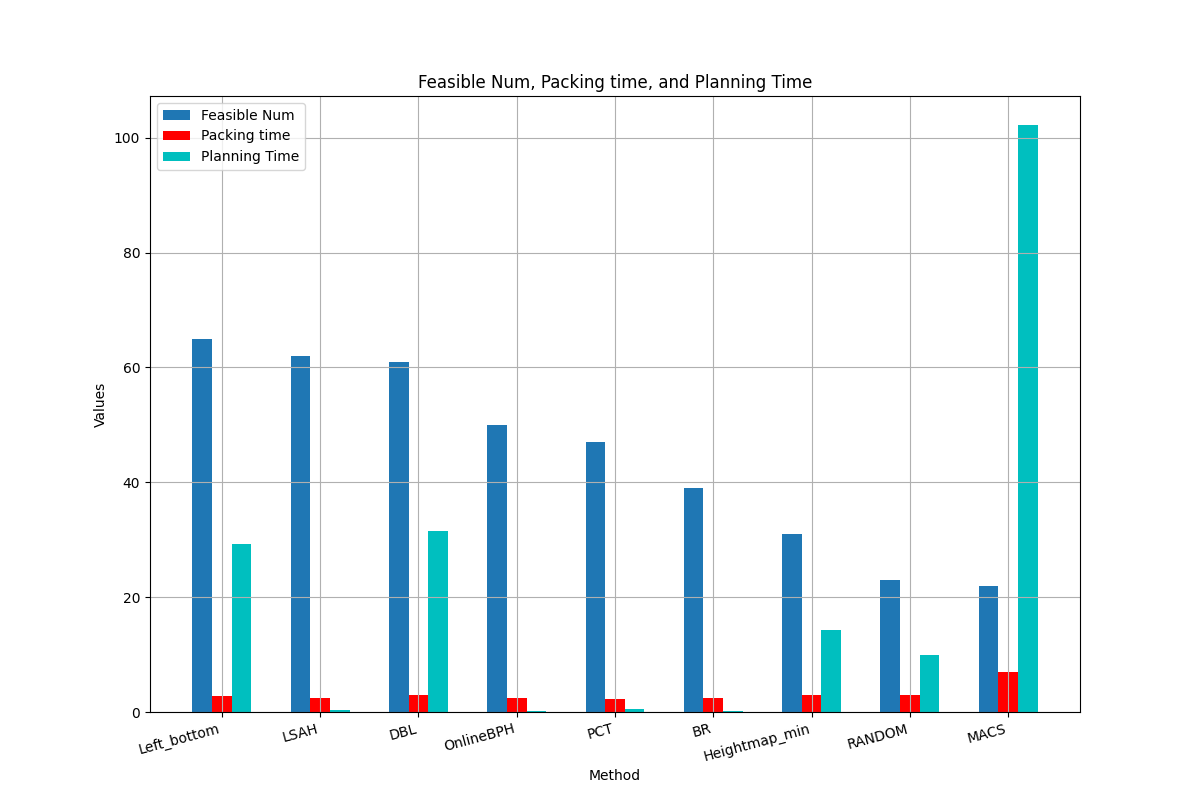 Feasible Num, Packing time, and Planning Time
Feasible Num
Packing time
Planning Time
100
80
60
40
20
0
Values
Left_bottom
LSAH
DBL
OnlineBPH
PCT
BR
Heightmap_min
RANDOM
MACS
Method